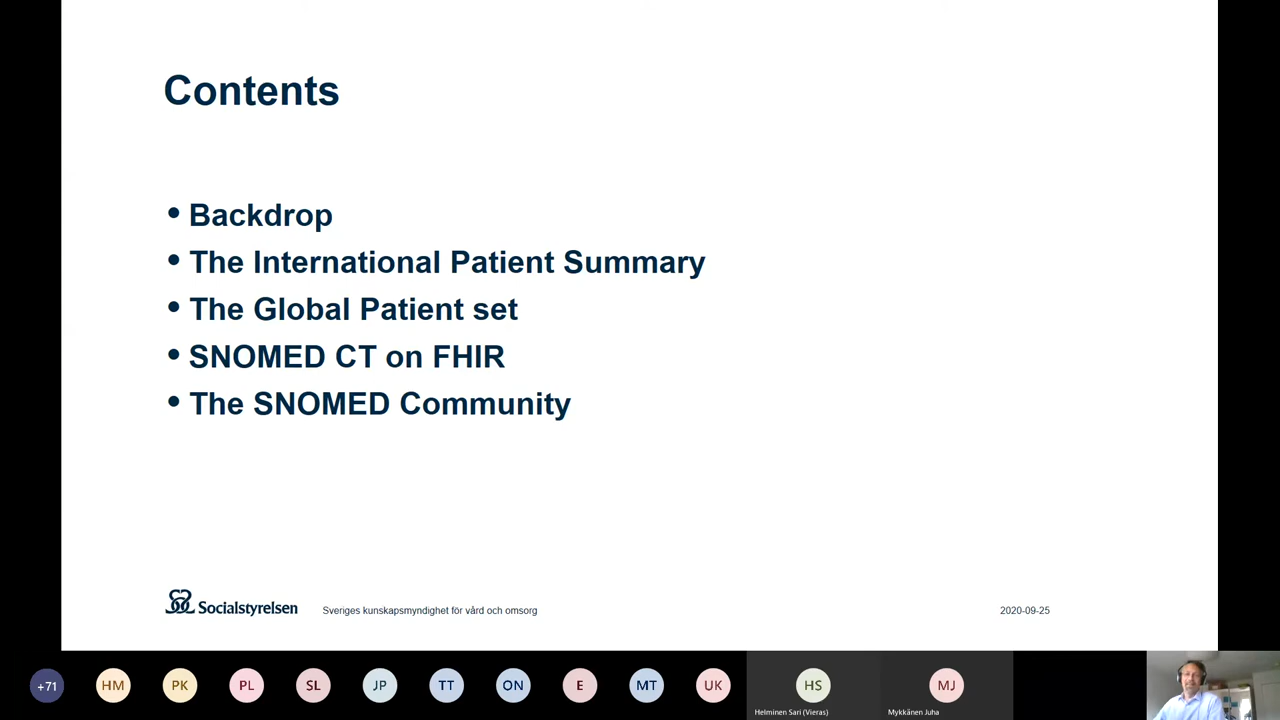 Contents
• Backdrop
• The International Patient Summary
• The Global Patient set
• SNOMED CT on FHIR
• The SNOMED Community
Socialstyrelsen
Sveriges kunskapsmyndighet för vård och omsorg
2020-09-25
+71
HM
PK
PL
SL
JP
TT
ON
E
MT
UK
HS
Helminen Sari (Vieras)
MJ
Mykkänen Juha